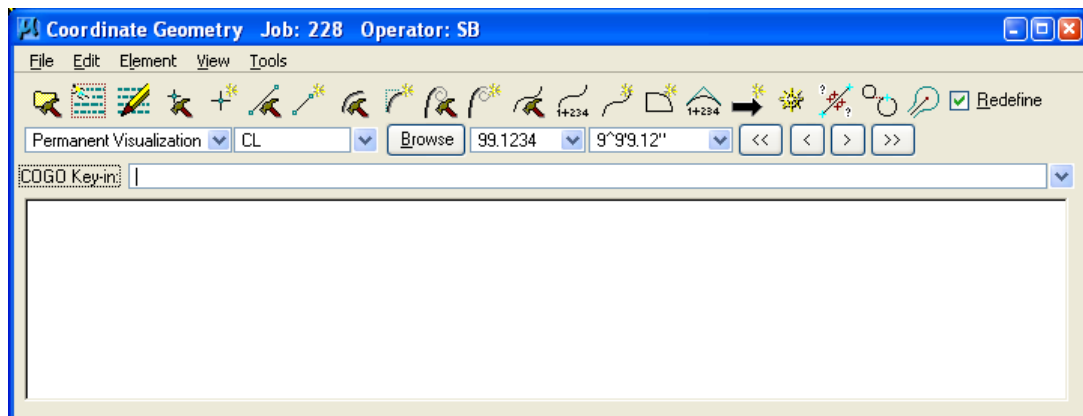 Coordinate Geometry Job: 228 Operator: SB
File Edit Element View Tools
1+234 1+234 Redefine
Permanent Visualization CL Browse 99.1234 9^9'9.12" << < > >>
COGO Key-in: